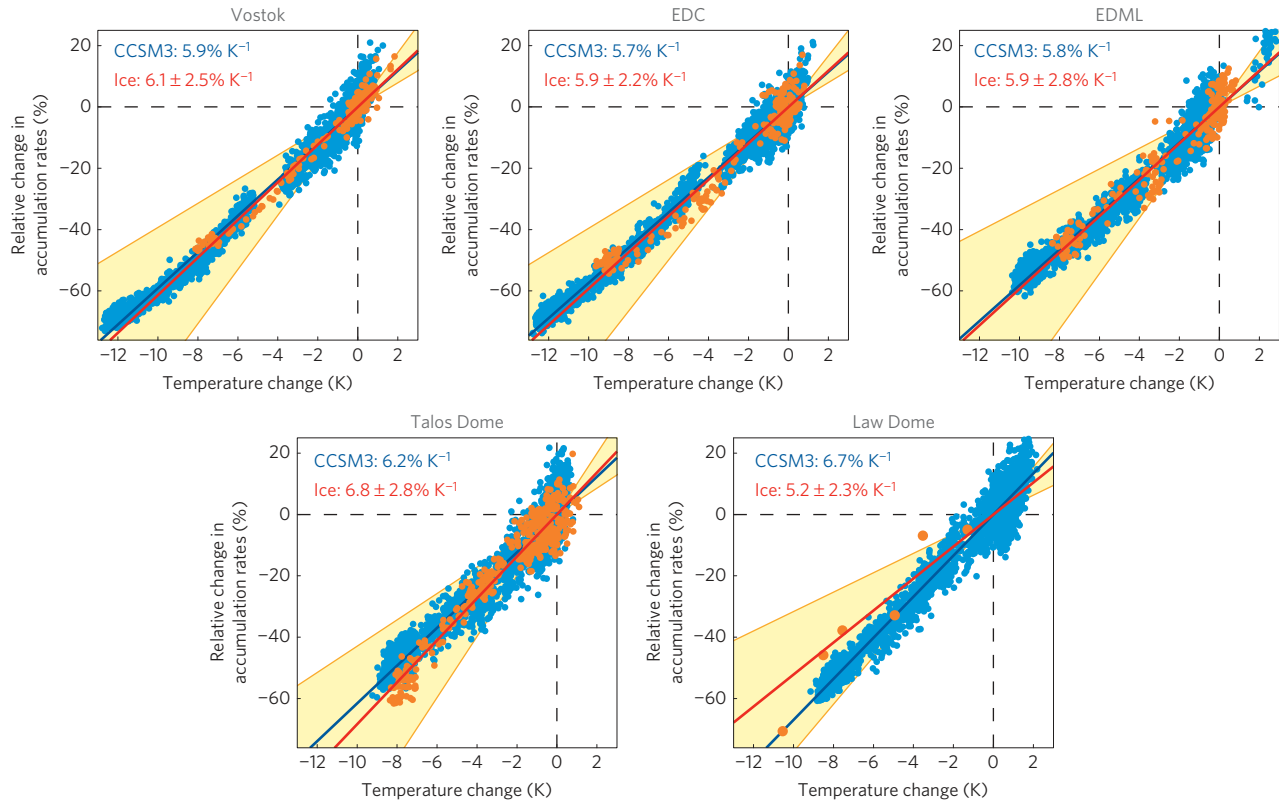 Vostok
CCSM3: 5.9% K⁻¹
Ice: 6.1 ± 2.5% K⁻¹
20
0
−20
−40
−60
Relative change in
accumulation rates (%)
−12 −10 −8 −6 −4 −2 0 2
Temperature change (K)
EDC
CCSM3: 5.7% K⁻¹
Ice: 5.9 ± 2.2% K⁻¹
20
0
−20
−40
−60
Relative change in
accumulation rates (%)
−12 −10 −8 −6 −4 −2 0 2
Temperature change (K)
EDML
CCSM3: 5.8% K⁻¹
Ice: 5.9 ± 2.8% K⁻¹
20
0
−20
−40
−60
Relative change in
accumulation rates (%)
−12 −10 −8 −6 −4 −2 0 2
Temperature change (K)
Talos Dome
CCSM3: 6.2% K⁻¹
Ice: 6.8 ± 2.8% K⁻¹
20
0
−20
−40
−60
Relative change in
accumulation rates (%)
−12 −10 −8 −6 −4 −2 0 2
Temperature change (K)
Law Dome
CCSM3: 6.7% K⁻¹
Ice: 5.2 ± 2.3% K⁻¹
20
0
−20
−40
−60
Relative change in
accumulation rates (%)
−12 −10 −8 −6 −4 −2 0 2
Temperature change (K)